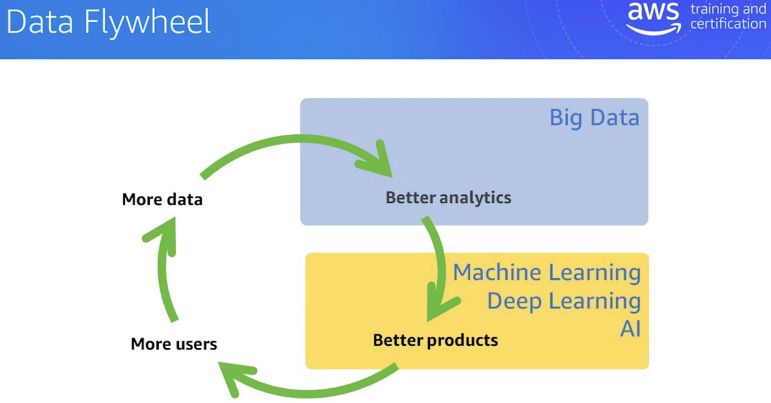 Data Flywheel
aws training and
certification
Big Data
More data
Better analytics
Machine Learning
Deep Learning
AI
More users
Better products